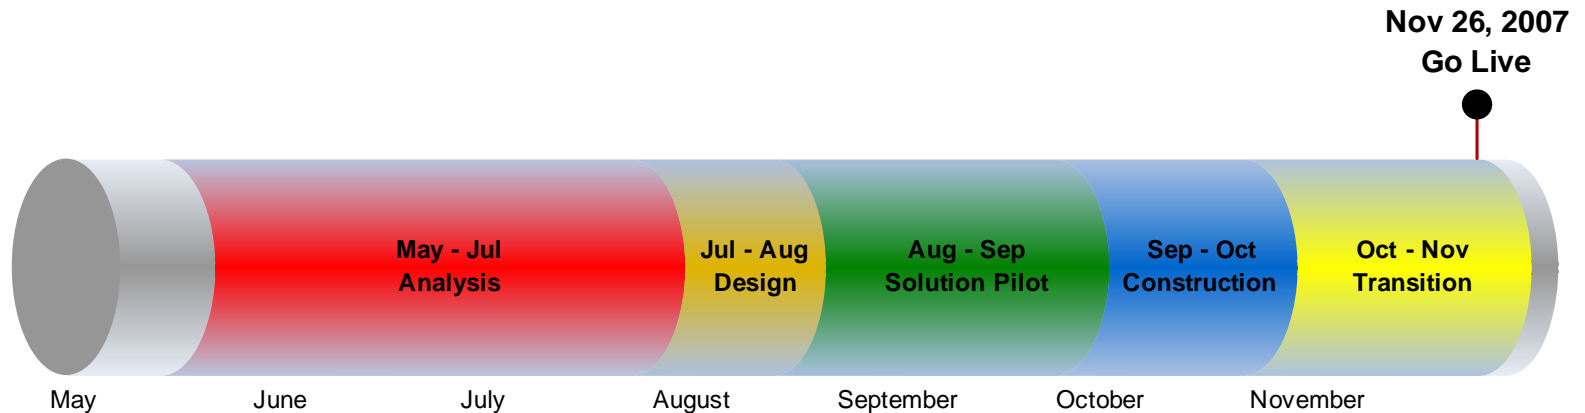 Nov 26, 2007
Go Live
May - Jul
Analysis
Jul - Aug
Design
Aug - Sep
Solution Pilot
Sep - Oct
Construction
Oct - Nov
Transition
May
June
July
August
September
October
November